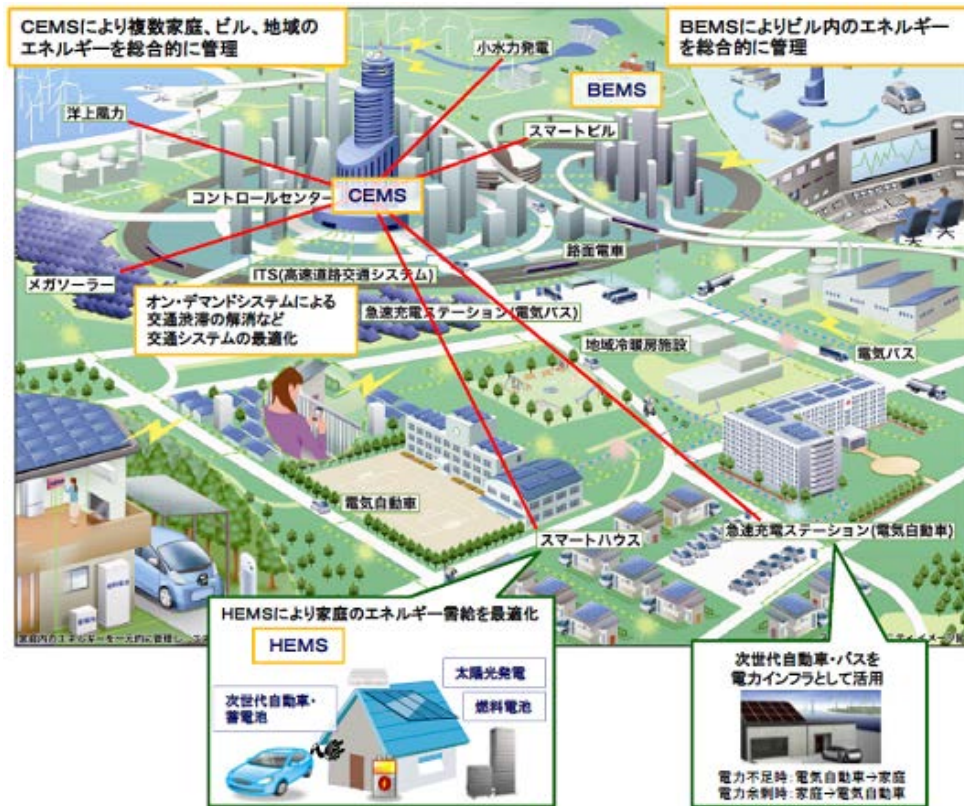 CEMSにより複数家庭、ビル、地域の
エネルギーを総合的に管理
BEMSによりビル内のエネルギー
を総合的に管理
小水力発電
BEMS
洋上風力
スマートビル
コントロールセンター
CEMS
路面電車
メガソーラー
ITS(高速道路交通システム)
オン・デマンドシステムによる
交通渋滞の解消など
交通システムの最適化
急速充電ステーション(電気バス)
地域冷暖房施設
電気バス
電気自動車
スマートハウス
急速充電ステーション(電気自動車)
HEMSにより家庭のエネルギー需給を最適化
HEMS
太陽光発電
次世代自動車・
蓄電池
燃料電池
次世代自動車・バスを
電力インフラとして活用
電力不足時:電気自動車→家庭
電力余剰時:家庭→電気自動車